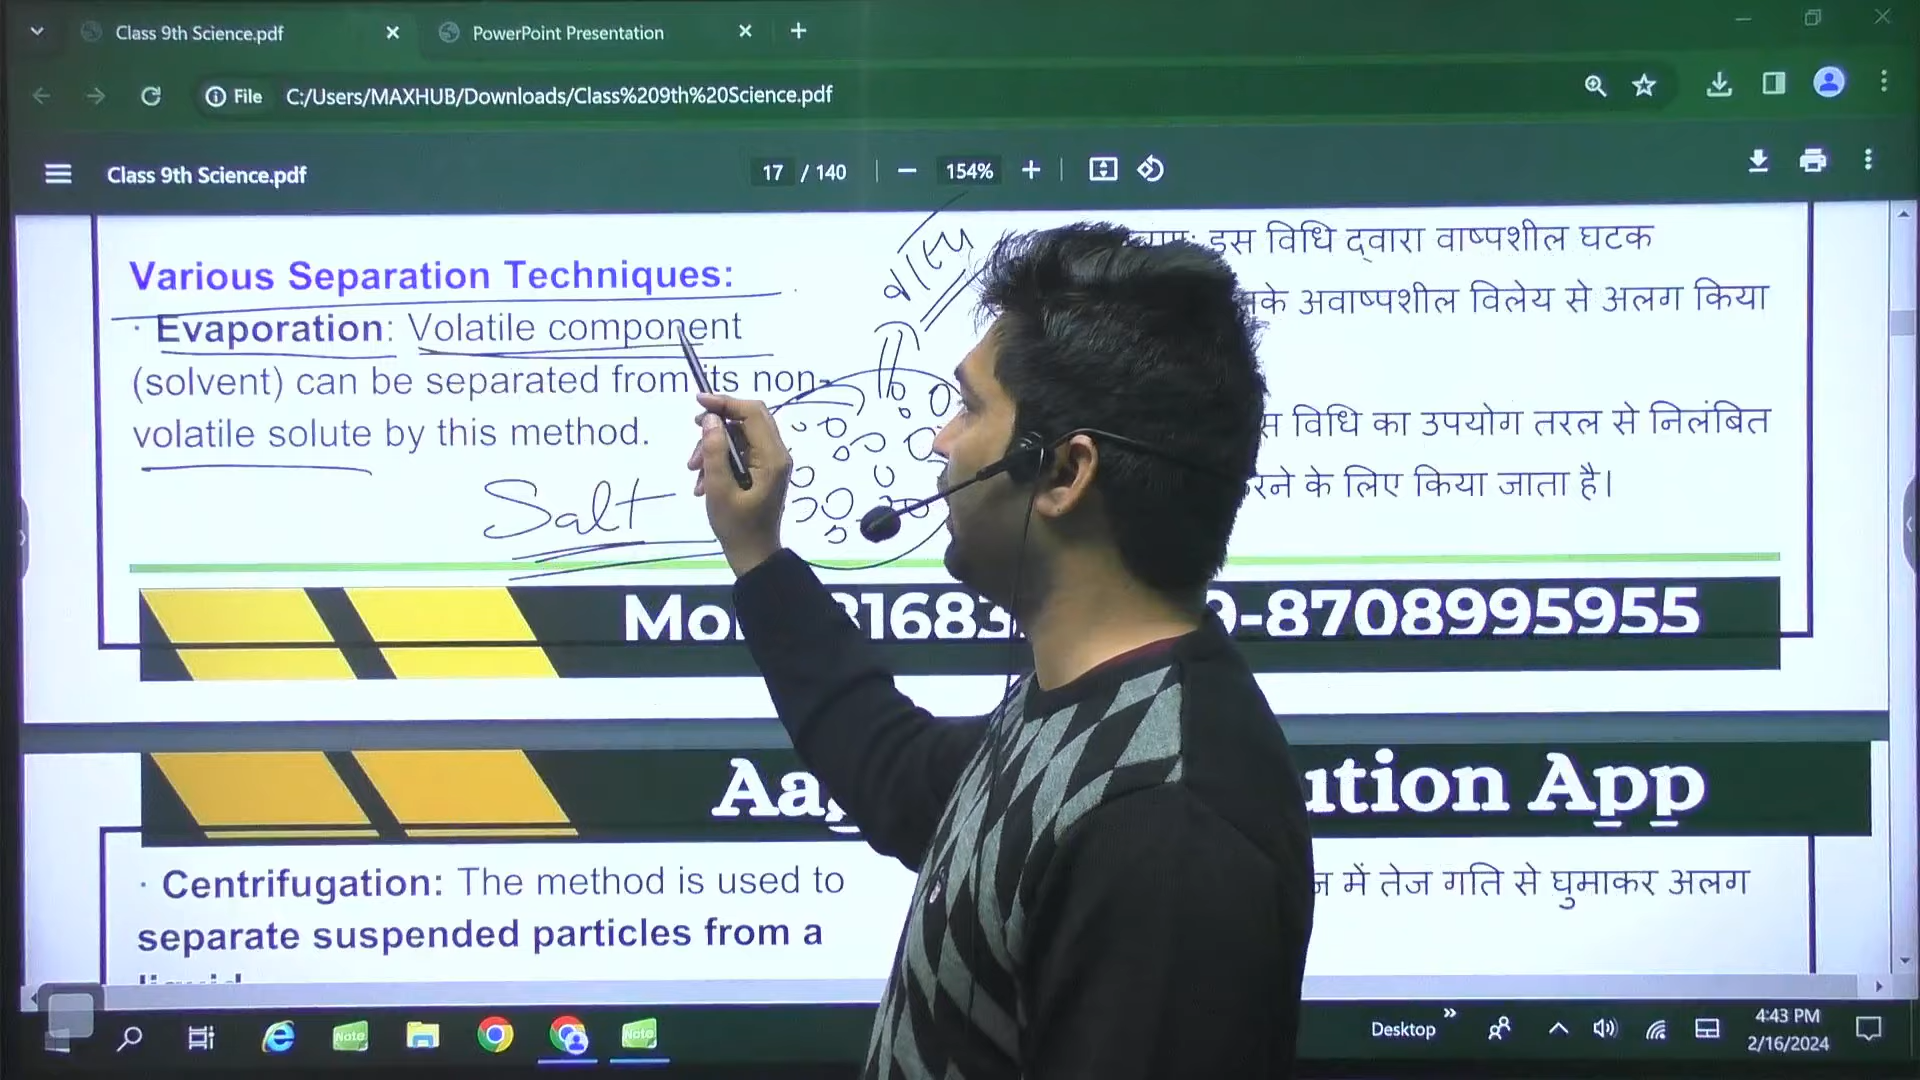 Class 9th Science.pdf
PowerPoint Presentation
File C:/Users/MAXHUB/Downloads/Class%209th%20Science.pdf
Class 9th Science.pdf
17 / 140
154%
Various Separation Techniques:
· Evaporation: Volatile component
(solvent) can be separated from its non-
volatile solute by this method.
Salt
इस विधि द्वारा वाष्पशील घटक
अवाष्पशील विलेय से अलग किया
विधि का उपयोग तरल से निलंबित
के लिए किया जाता है।
-8708995955
App
· Centrifugation: The method is used to
separate suspended particles from a
में तेज गति से घुमाकर अलग
Note
Note
Desktop
4:43 PM
2/16/2024